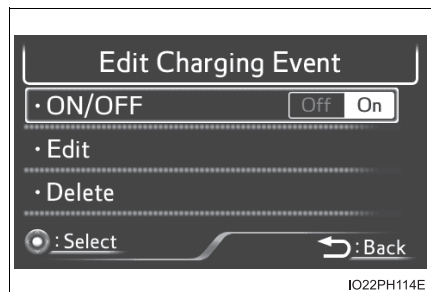 Edit Charging Event
・ON/OFF Off On
・Edit
・Delete
: Select : Back
IO22PH114E